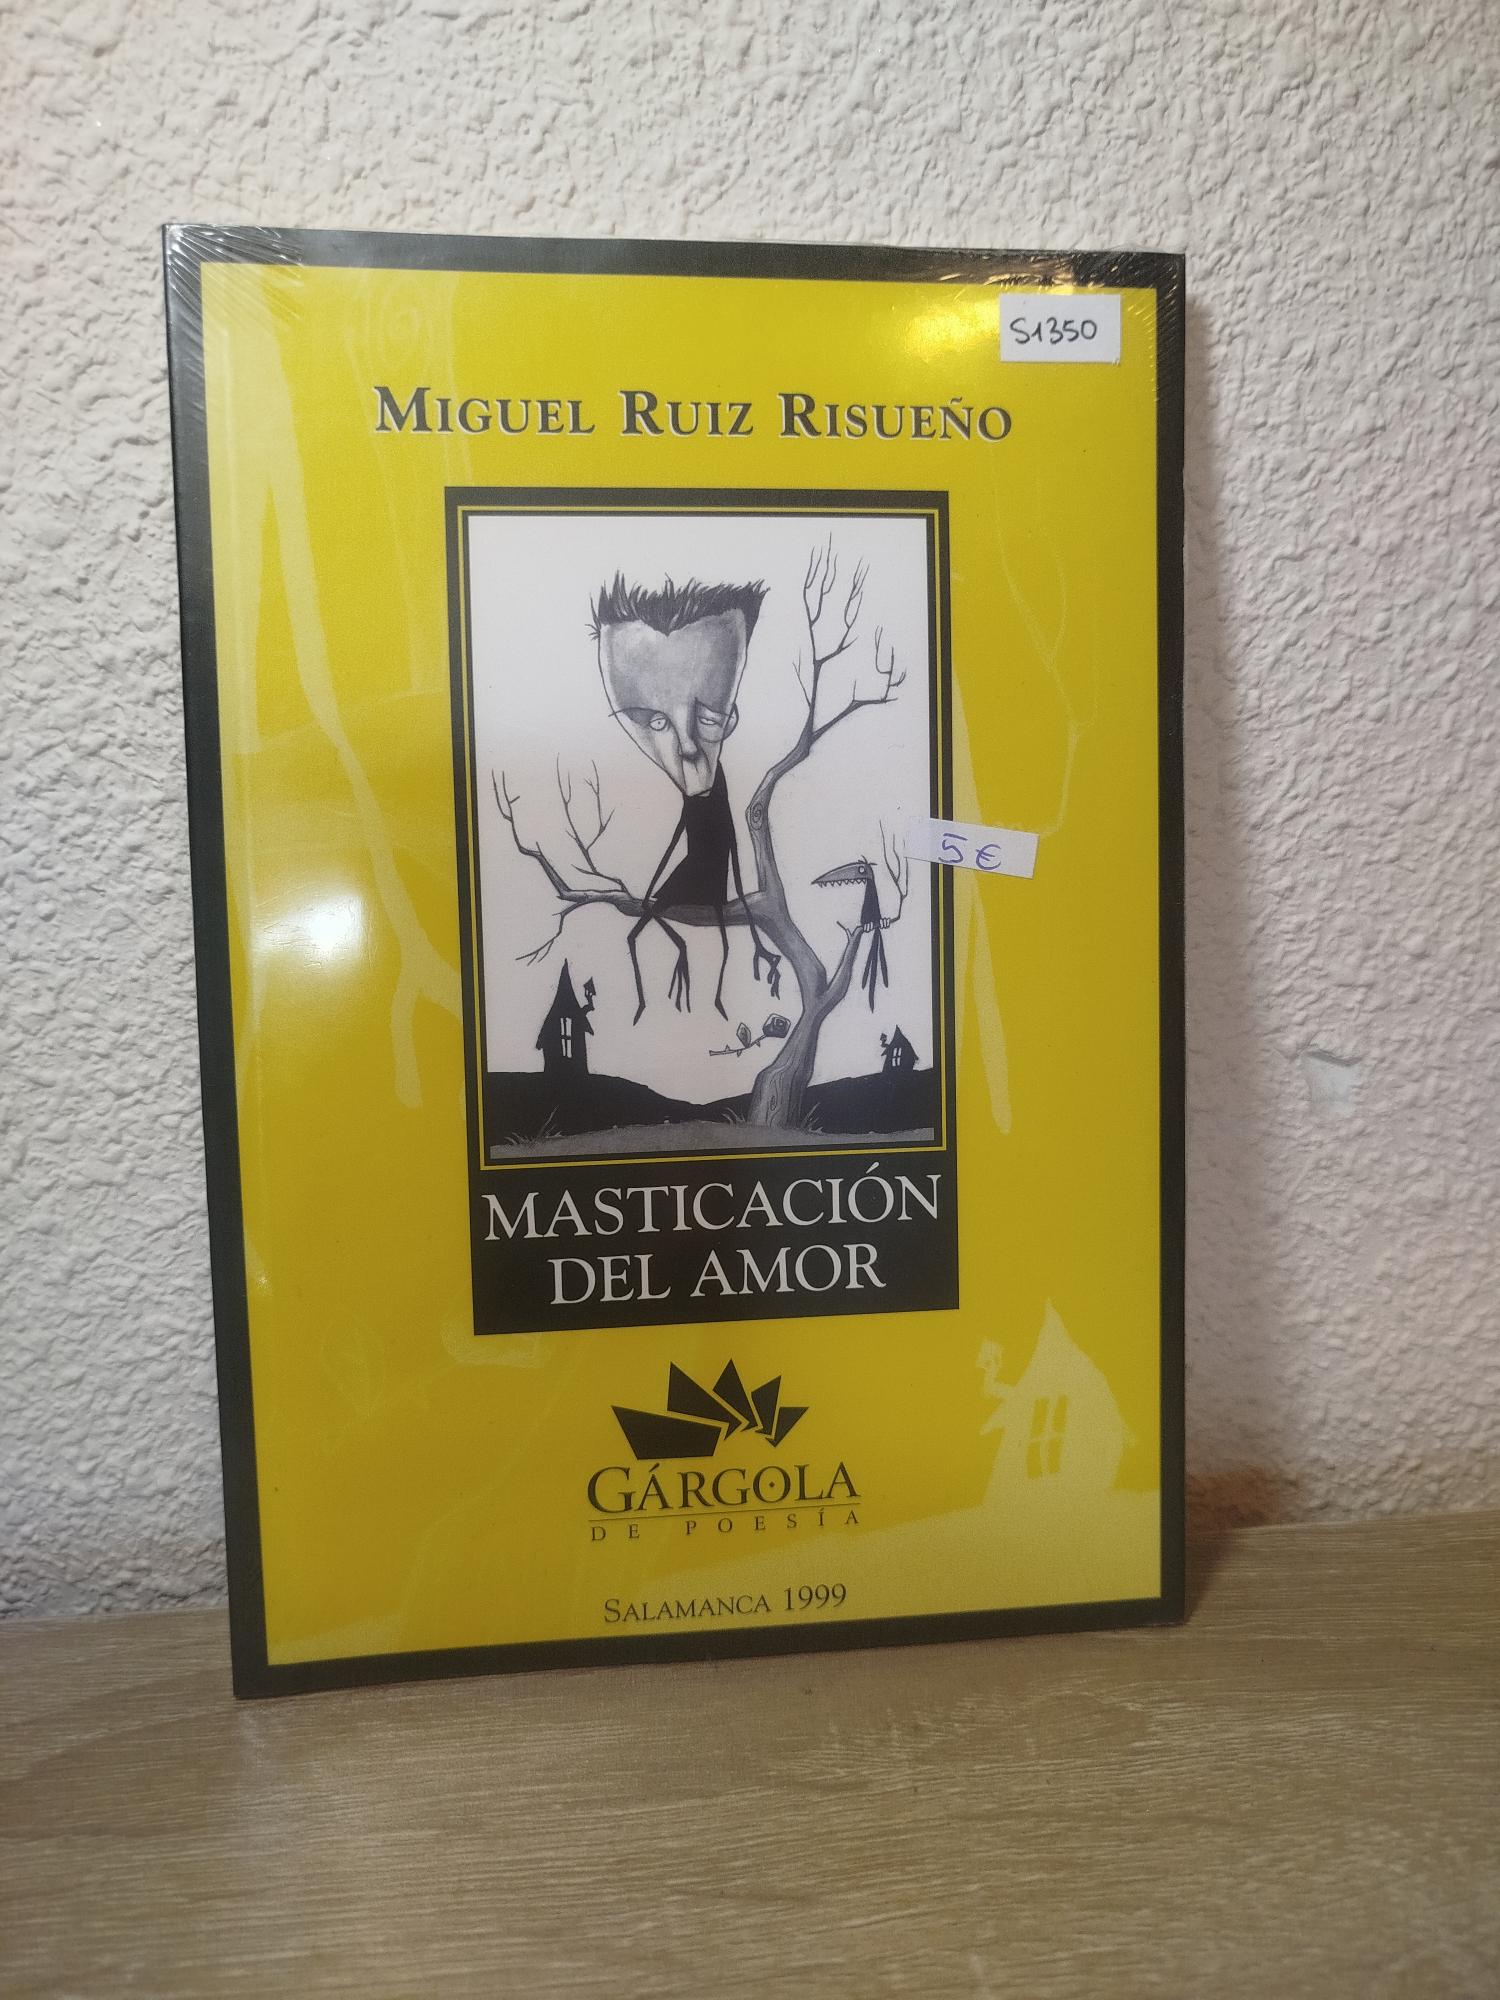 S1350
MIGUEL RUIZ RISUEÑO
5€
MASTICACIÓN
DEL AMOR
GÁRGOLA
DE POESÍA
SALAMANCA 1999